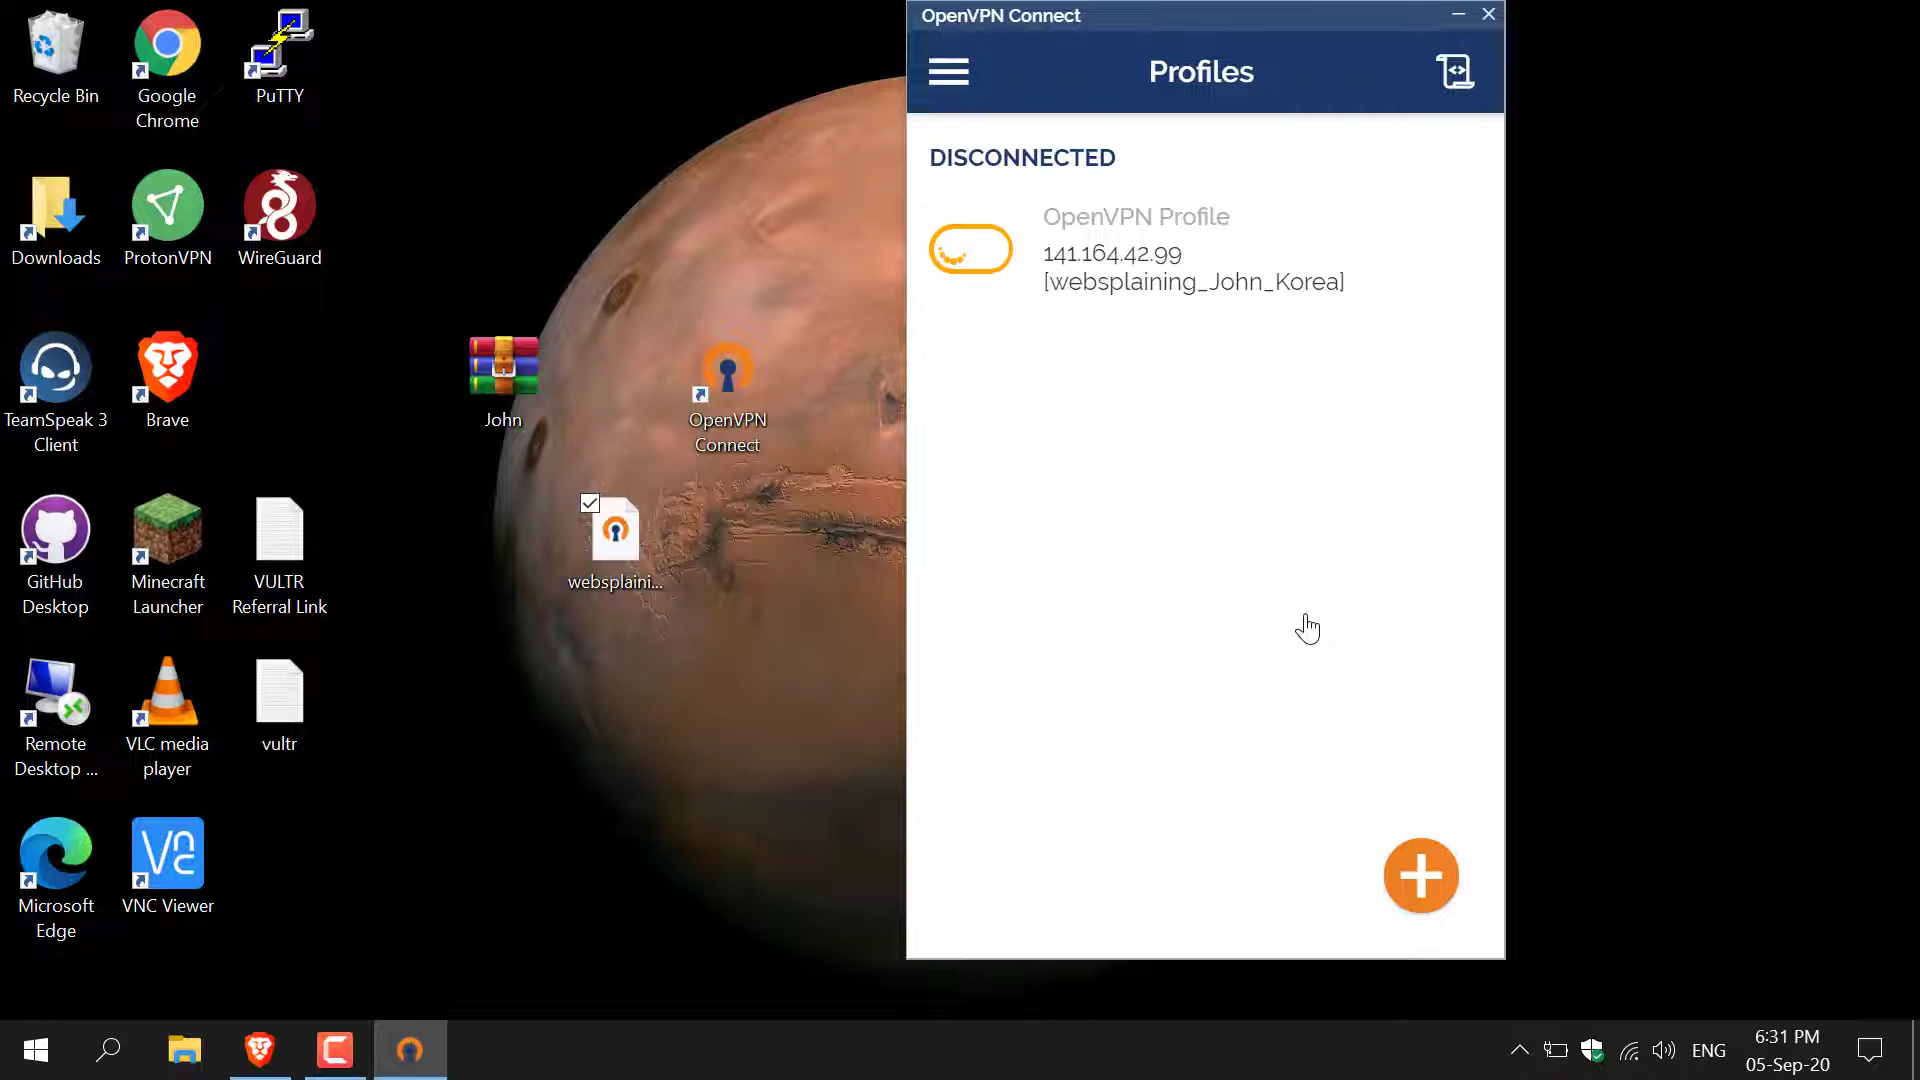 Recycle Bin
Google
Chrome
PuTTY
Downloads
ProtonVPN
WireGuard
TeamSpeak 3
Client
Brave
GitHub
Desktop
Minecraft
Launcher
VULTR
Referral Link
Remote
Desktop ...
VLC media
player
vultr
Microsoft
Edge
VNC Viewer
John
OpenVPN
Connect
websplaini...
OpenVPN Connect
Profiles
DISCONNECTED
OpenVPN Profile
141.164.42.99
[websplaining_John_Korea]
ENG
6:31 PM
05-Sep-20